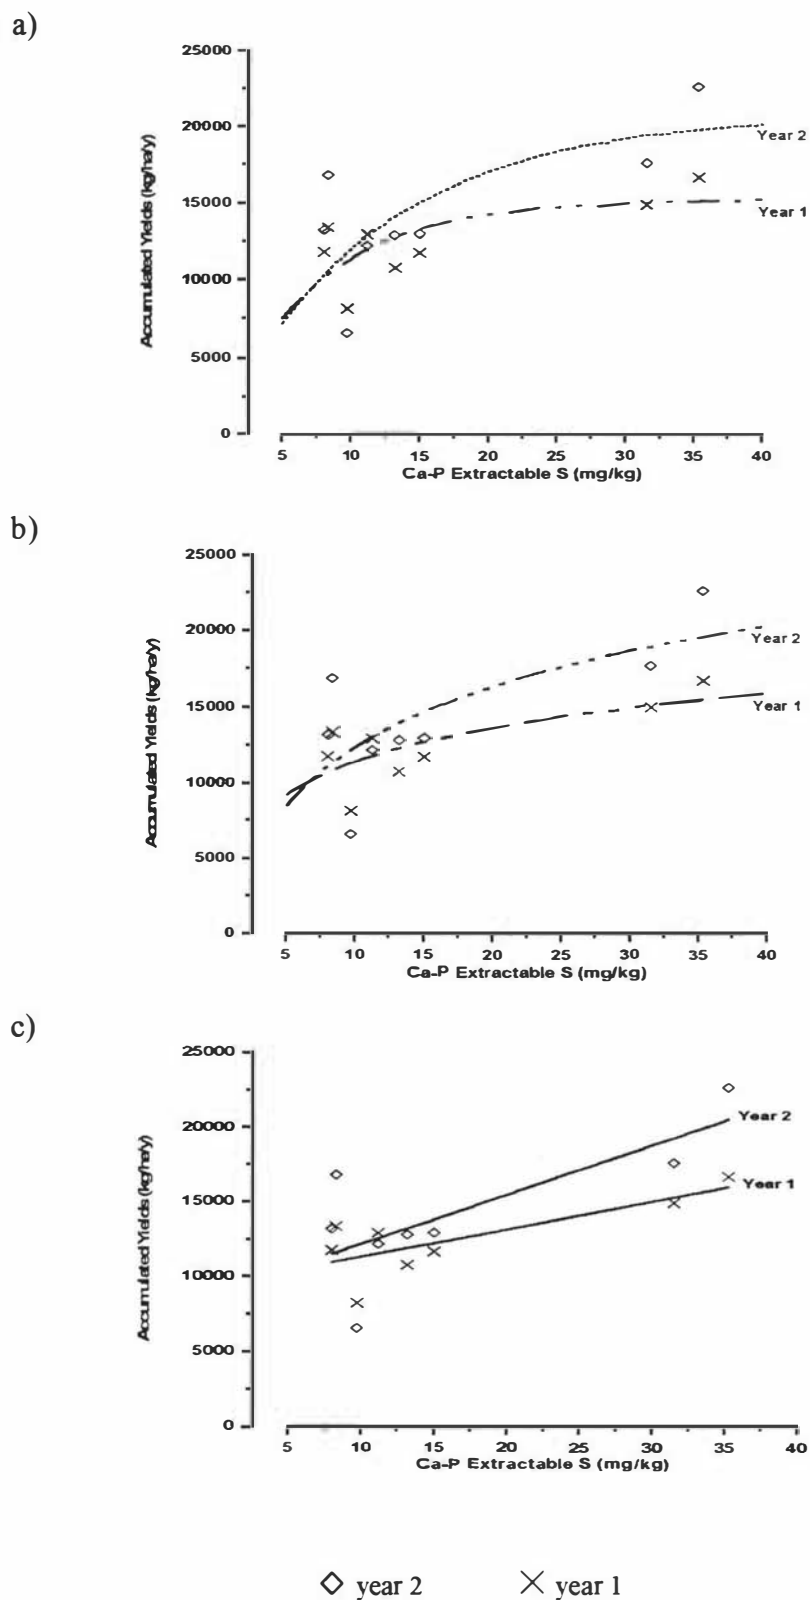 a)
25000
20000
15000
10000
5000
0
Accumulated Yields (kg/ha/y)
Year 2
Year 1
5 10 15 20 25 30 35 40
Ca-P Extractable S (mg/kg)
b)
25000
20000
15000
10000
5000
0
Accumulated Yields (kg/ha/y)
Year 2
Year 1
5 10 15 20 25 30 35 40
Ca-P Extractable S (mg/kg)
c)
25000
20000
15000
10000
5000
0
Accumulated Yields (kg/ha/y)
Year 2
Year 1
5 10 15 20 25 30 35 40
Ca-P Extractable S (mg/kg)
year 2 year 1